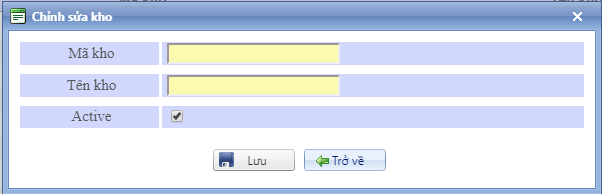 Chỉnh sửa kho
Mã kho
Tên kho
Active
Lưu
Trở về